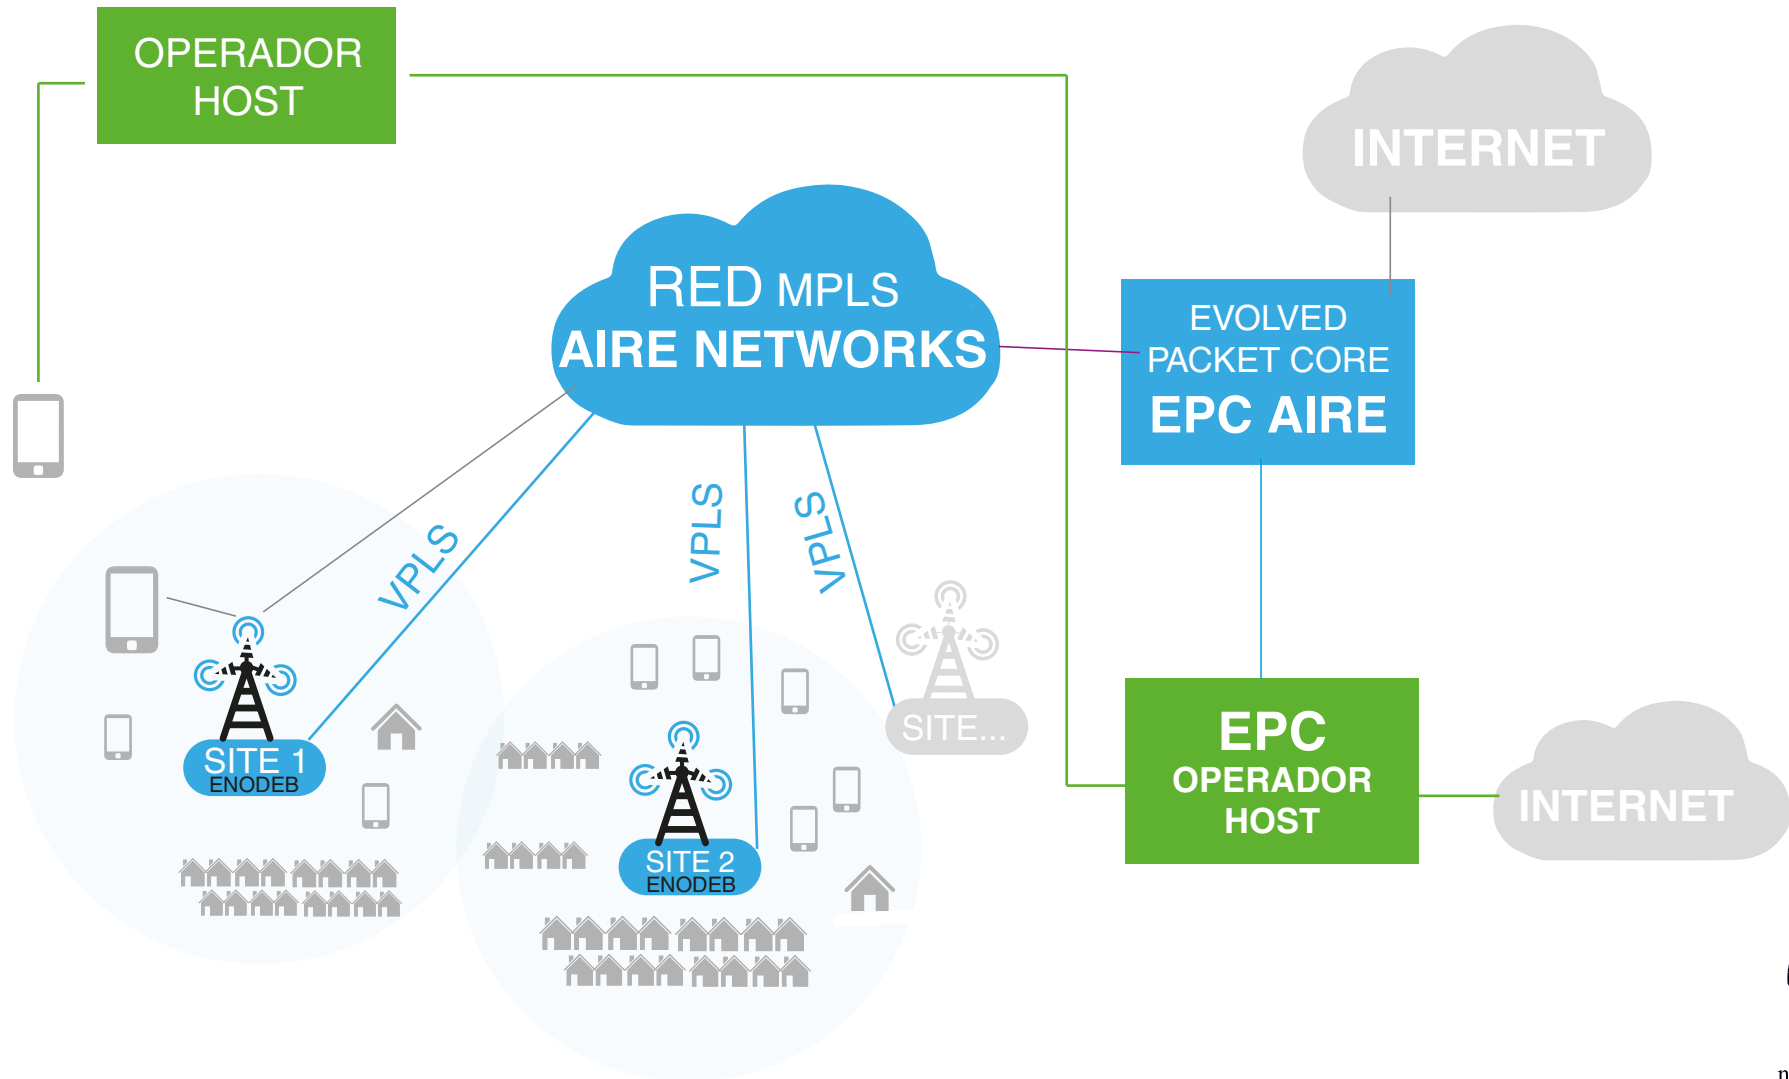 OPERADOR
HOST
INTERNET
RED MPLS
AIRE NETWORKS
EVOLVED
PACKET CORE
EPC AIRE
VPLS
VPLS
VPLS
SITE 1
ENODEB
SITE 2
ENODEB
SITE...
EPC
OPERADOR
HOST
INTERNET